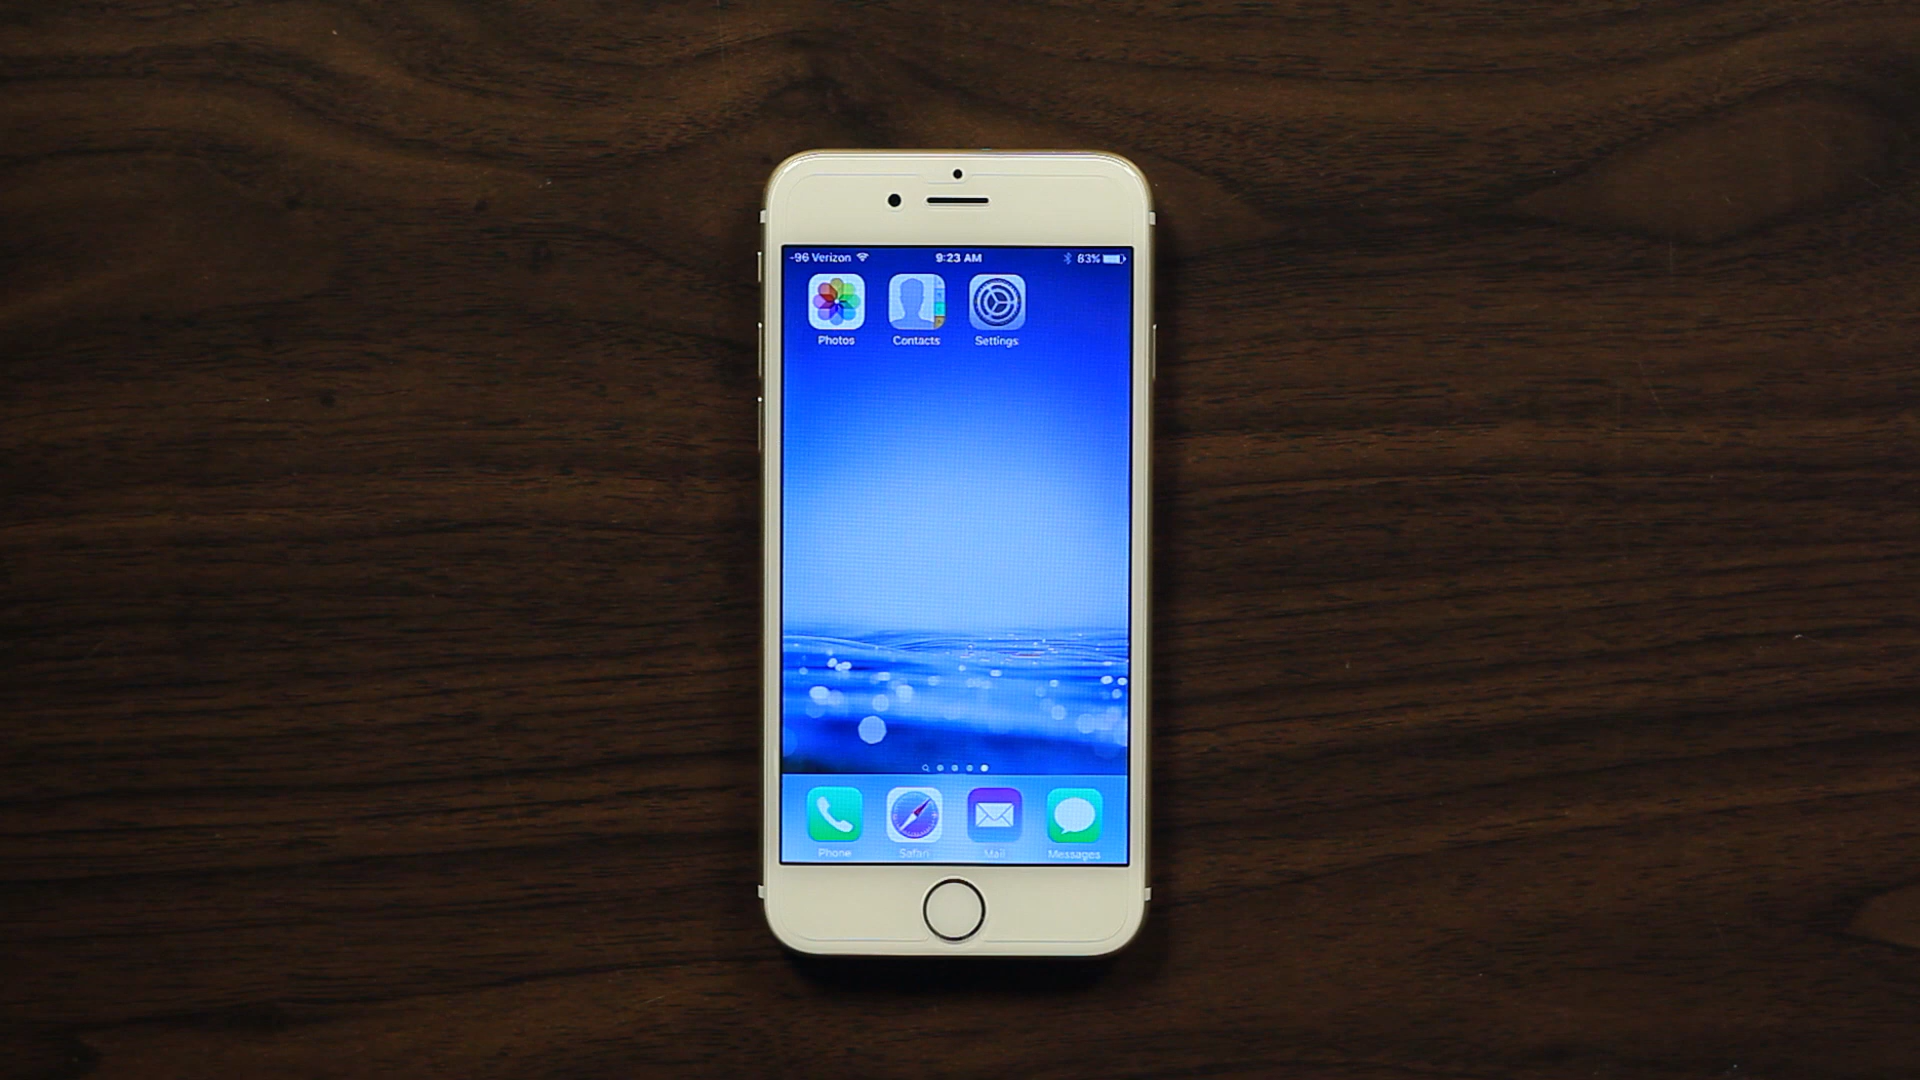 -96 Verizon 9:23 AM 83%
Photos Contacts Settings
Phone Safari Mail Messages